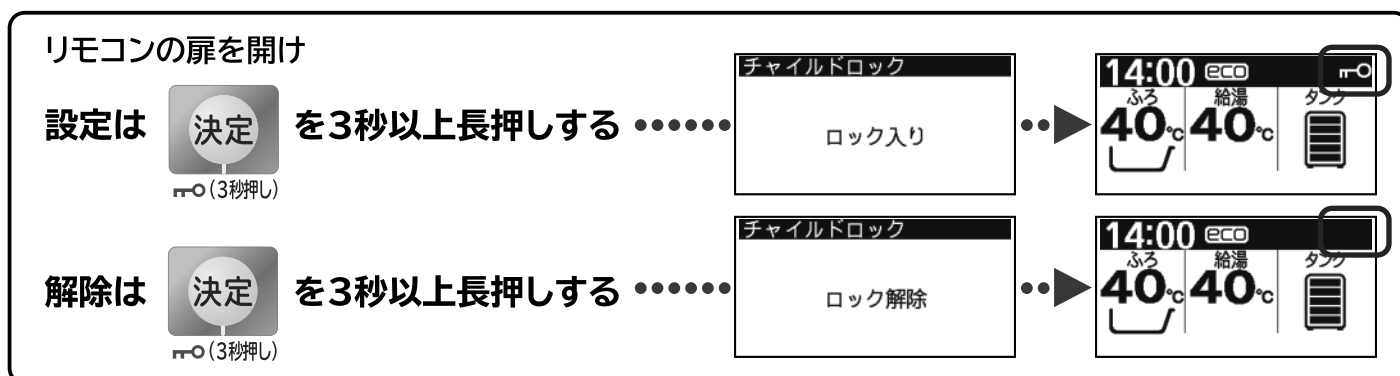 リモコンの扉を開け
設定は 決定 を3秒以上長押しする
(3秒押し)
チャイルドロック
ロック入り
14:00 eco
ふろ 給湯 タンク
40℃ 40℃
解除は 決定 を3秒以上長押しする
(3秒押し)
チャイルドロック
ロック解除
14:00 eco
ふろ 給湯 タンク
40℃ 40℃